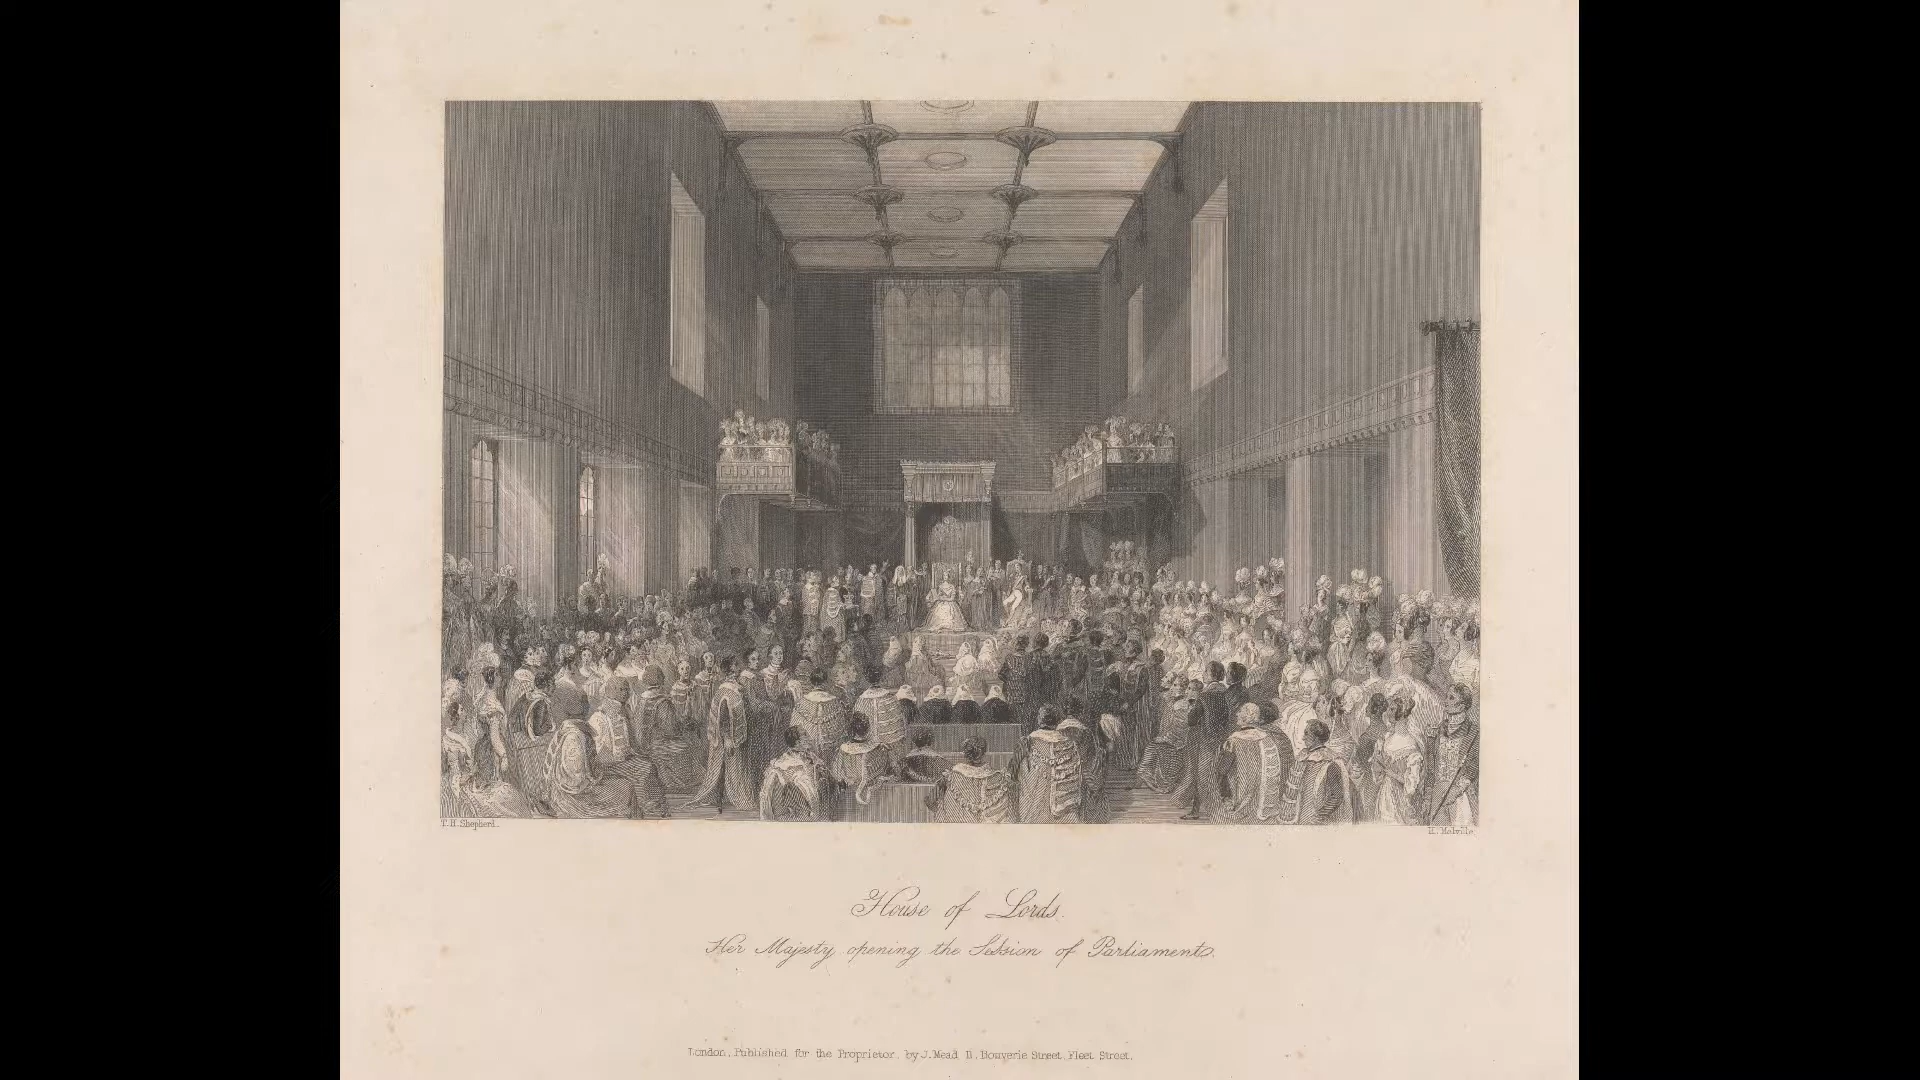 T.H. Shepherd.
H. Melville.
House of Lords.
Her Majesty opening the Session of Parliament.
London, Published for the Proprietor, by J. Mead 11, Bouverie Street, Fleet Street.